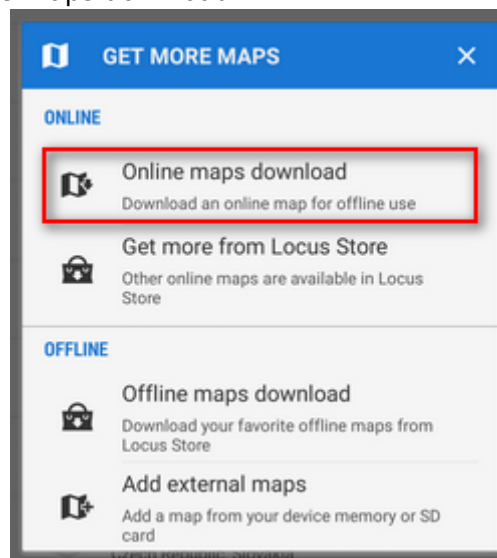 GET MORE MAPS
ONLINE
Online maps download
Download an online map for offline use
Get more from Locus Store
Other online maps are available in Locus
Store
OFFLINE
Offline maps download
Download your favorite offline maps from
Locus Store
Add external maps
Add a map from your device memory or SD
card